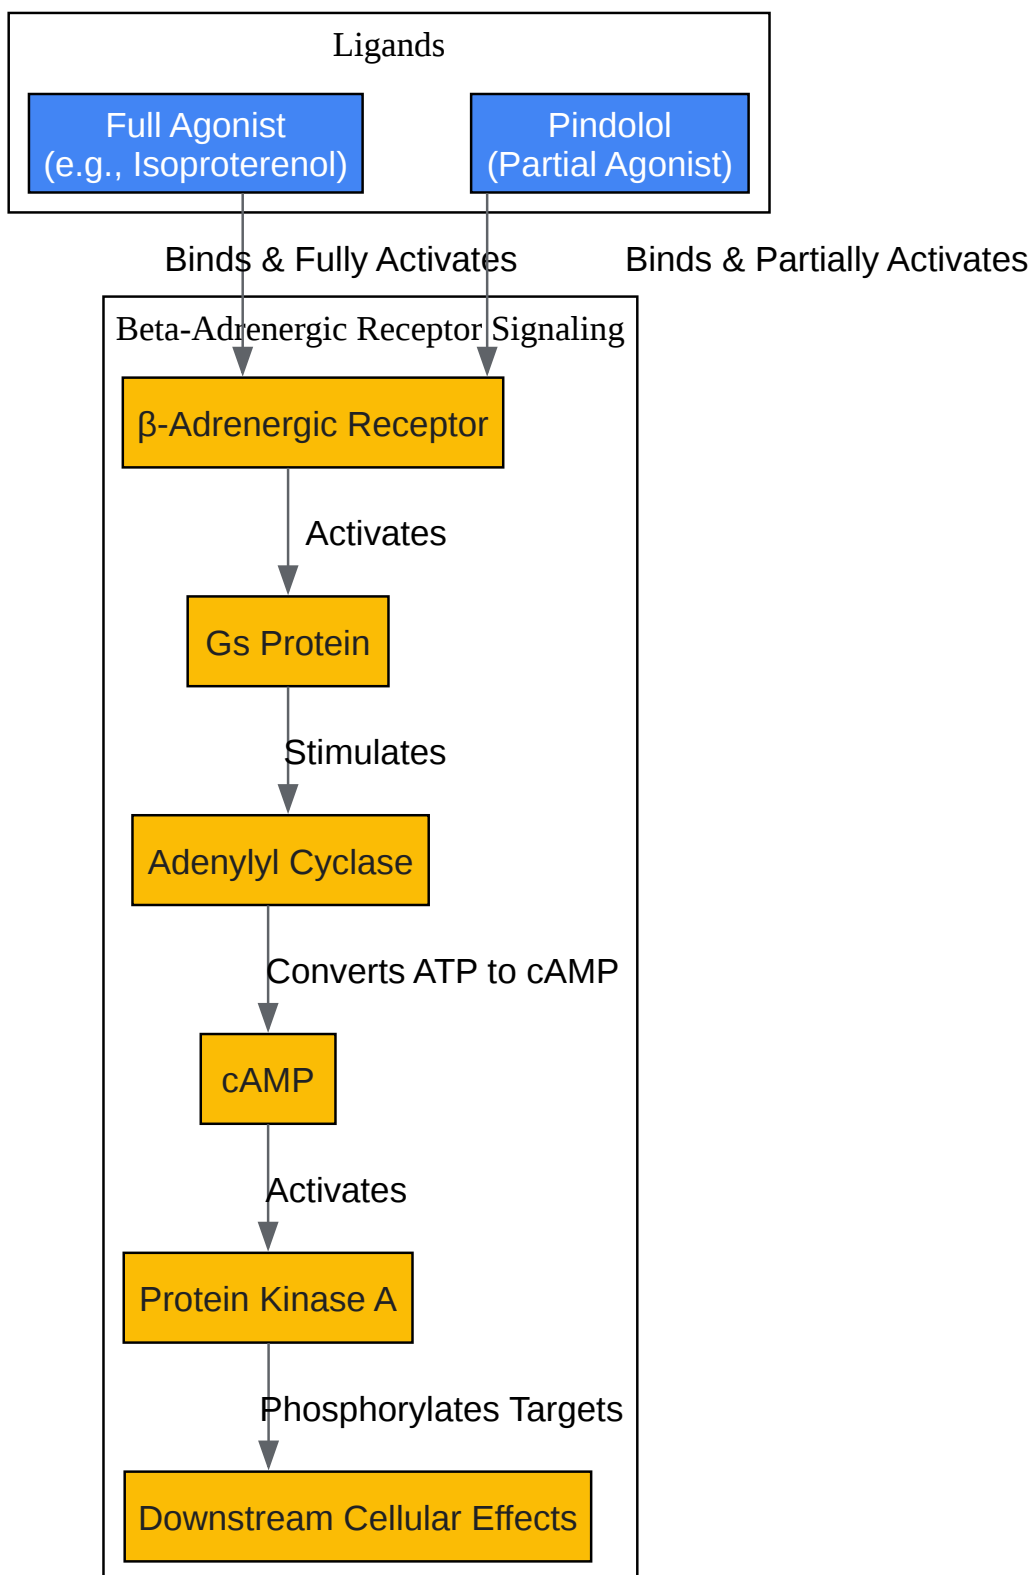 Ligands
Full Agonist
(e.g., Isoproterenol)
Pindolol
(Partial Agonist)
Binds & Fully Activates
Binds & Partially Activates
Beta-Adrenergic Receptor Signaling
β-Adrenergic Receptor
Activates
Gs Protein
Stimulates
Adenylyl Cyclase
Converts ATP to cAMP
cAMP
Activates
Protein Kinase A
Phosphorylates Targets
Downstream Cellular Effects